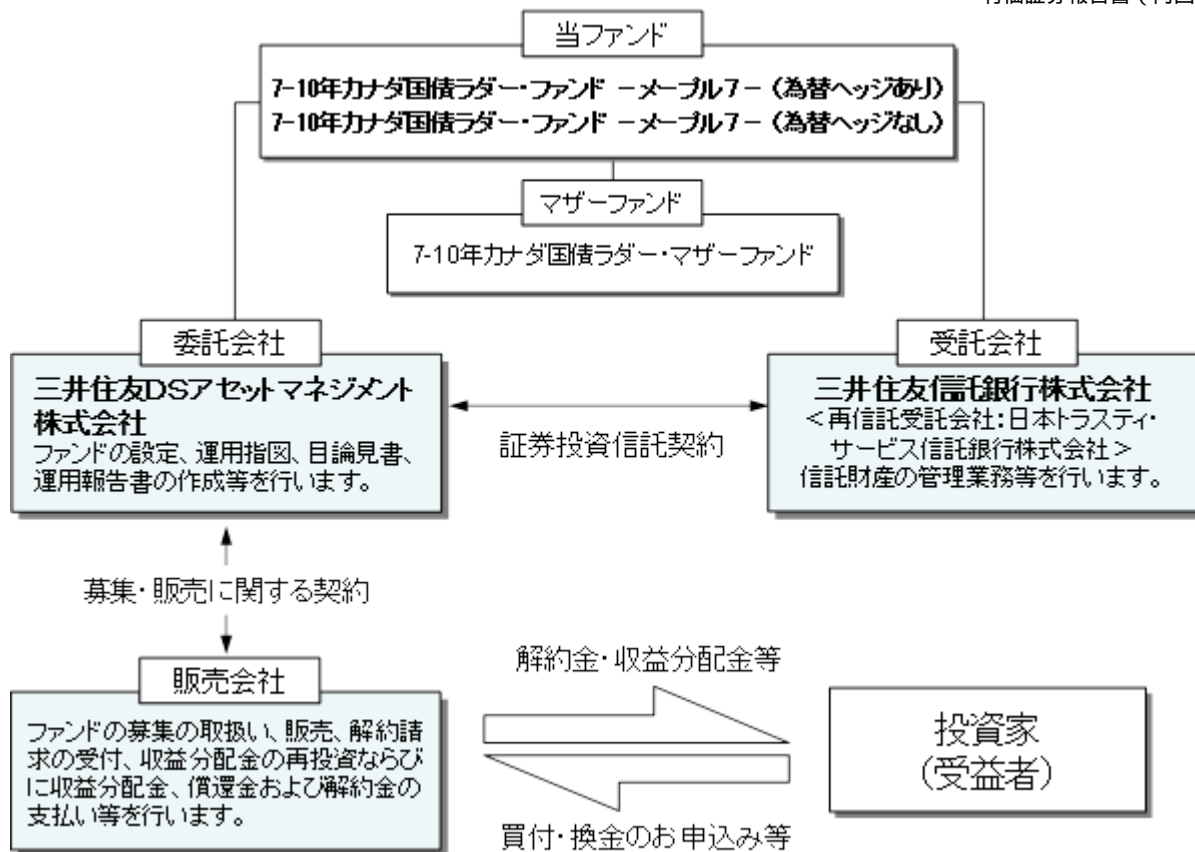 当ファンド
7-10年カナダ国債ラダー・ファンド －メープル7－（為替ヘッジあり）
7-10年カナダ国債ラダー・ファンド －メープル7－（為替ヘッジなし）
マザーファンド
7-10年カナダ国債ラダー・マザーファンド
委託会社
三井住友DSアセットマネジメント
株式会社
ファンドの設定、運用指図、目論見書、
運用報告書の作成等を行います。
証券投資信託契約
受託会社
三井住友信託銀行株式会社
＜再信託受託会社：日本トラスティ・
サービス信託銀行株式会社＞
信託財産の管理業務等を行います。
募集・販売に関する契約
販売会社
ファンドの募集の取扱い、販売、解約請
求の受付、収益分配金の再投資ならび
に収益分配金、償還金および解約金の
支払い等を行います。
解約金・収益分配金等
買付・換金のお申込み等
投資家
（受益者）